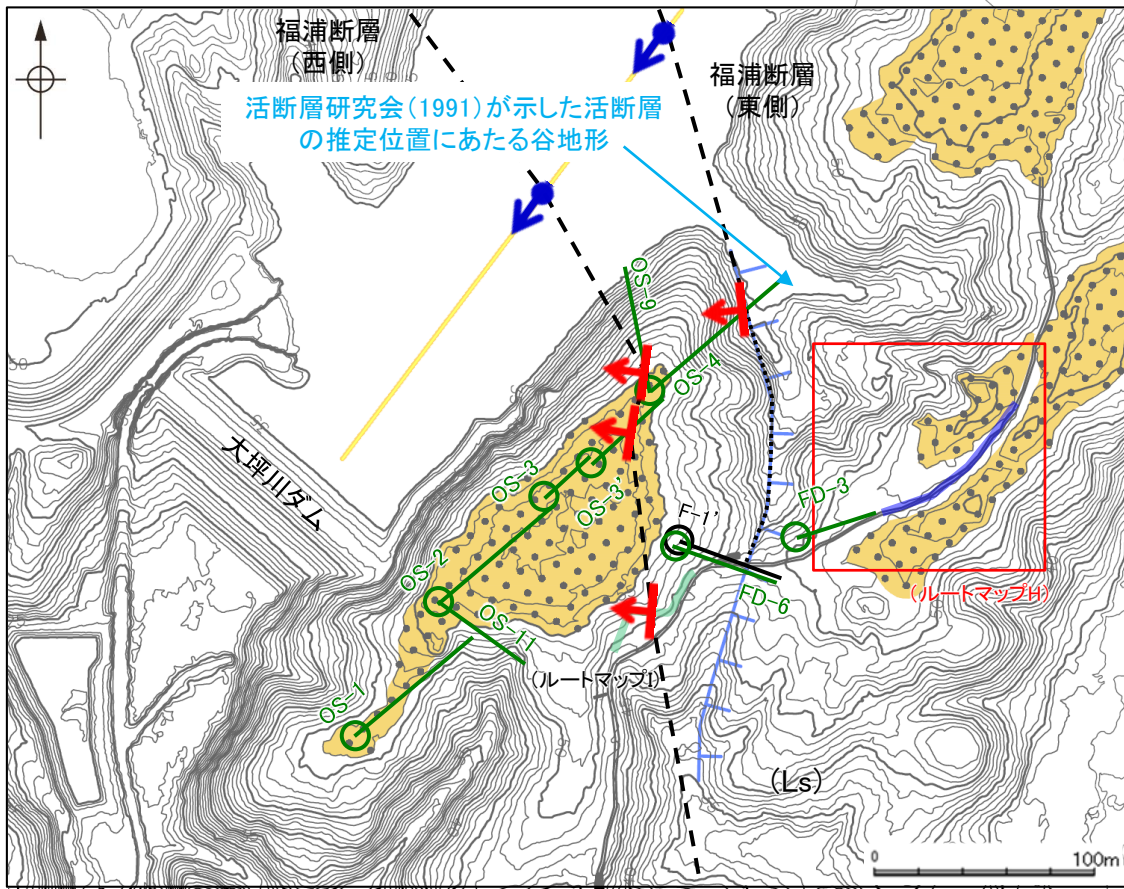 福浦断層
(西側)
福浦断層
(東側)
活断層研究会(1991)が示した活断層
の推定位置にあたる谷地形
OS-9
OS-4
大坪川ダム
OS-3
OS-3'
FD-3
F-1'
OS-2
FD-6
(ルートマップH)
OS-11
(ルートマップI)
OS-1
(Ls)
0
100m